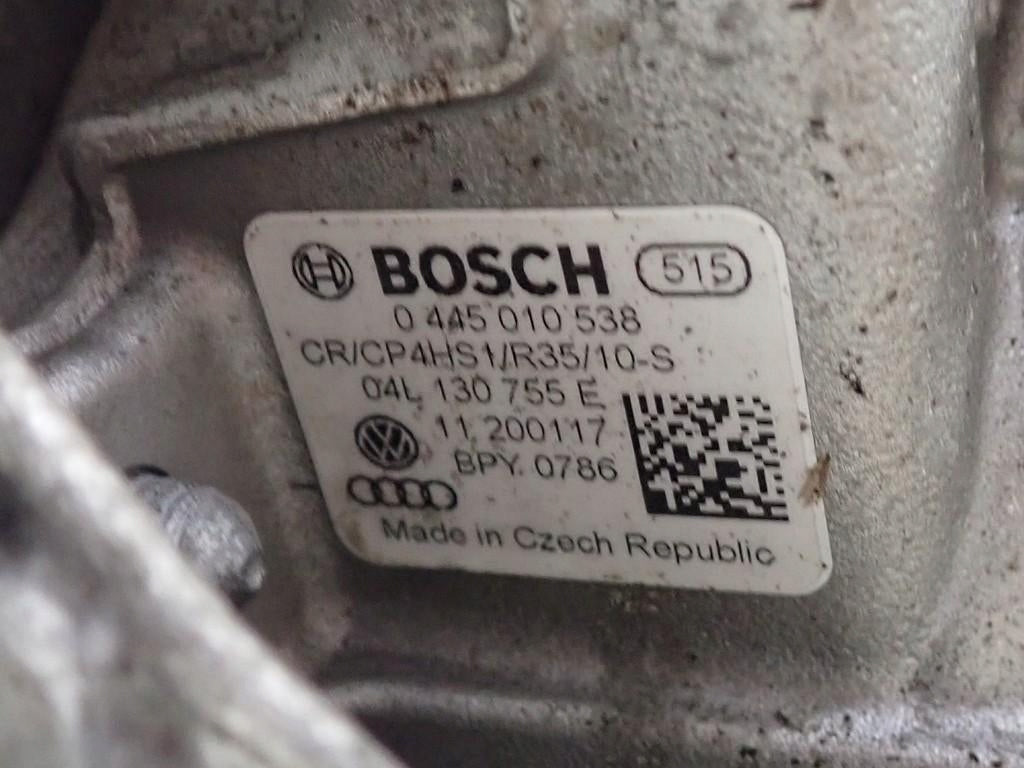 BOSCH 515
0 445 010 538
CR/CP4HS1/R35/10-S
04L 130 755 E
11 200117
BPY 0786
Made in Czech Republic